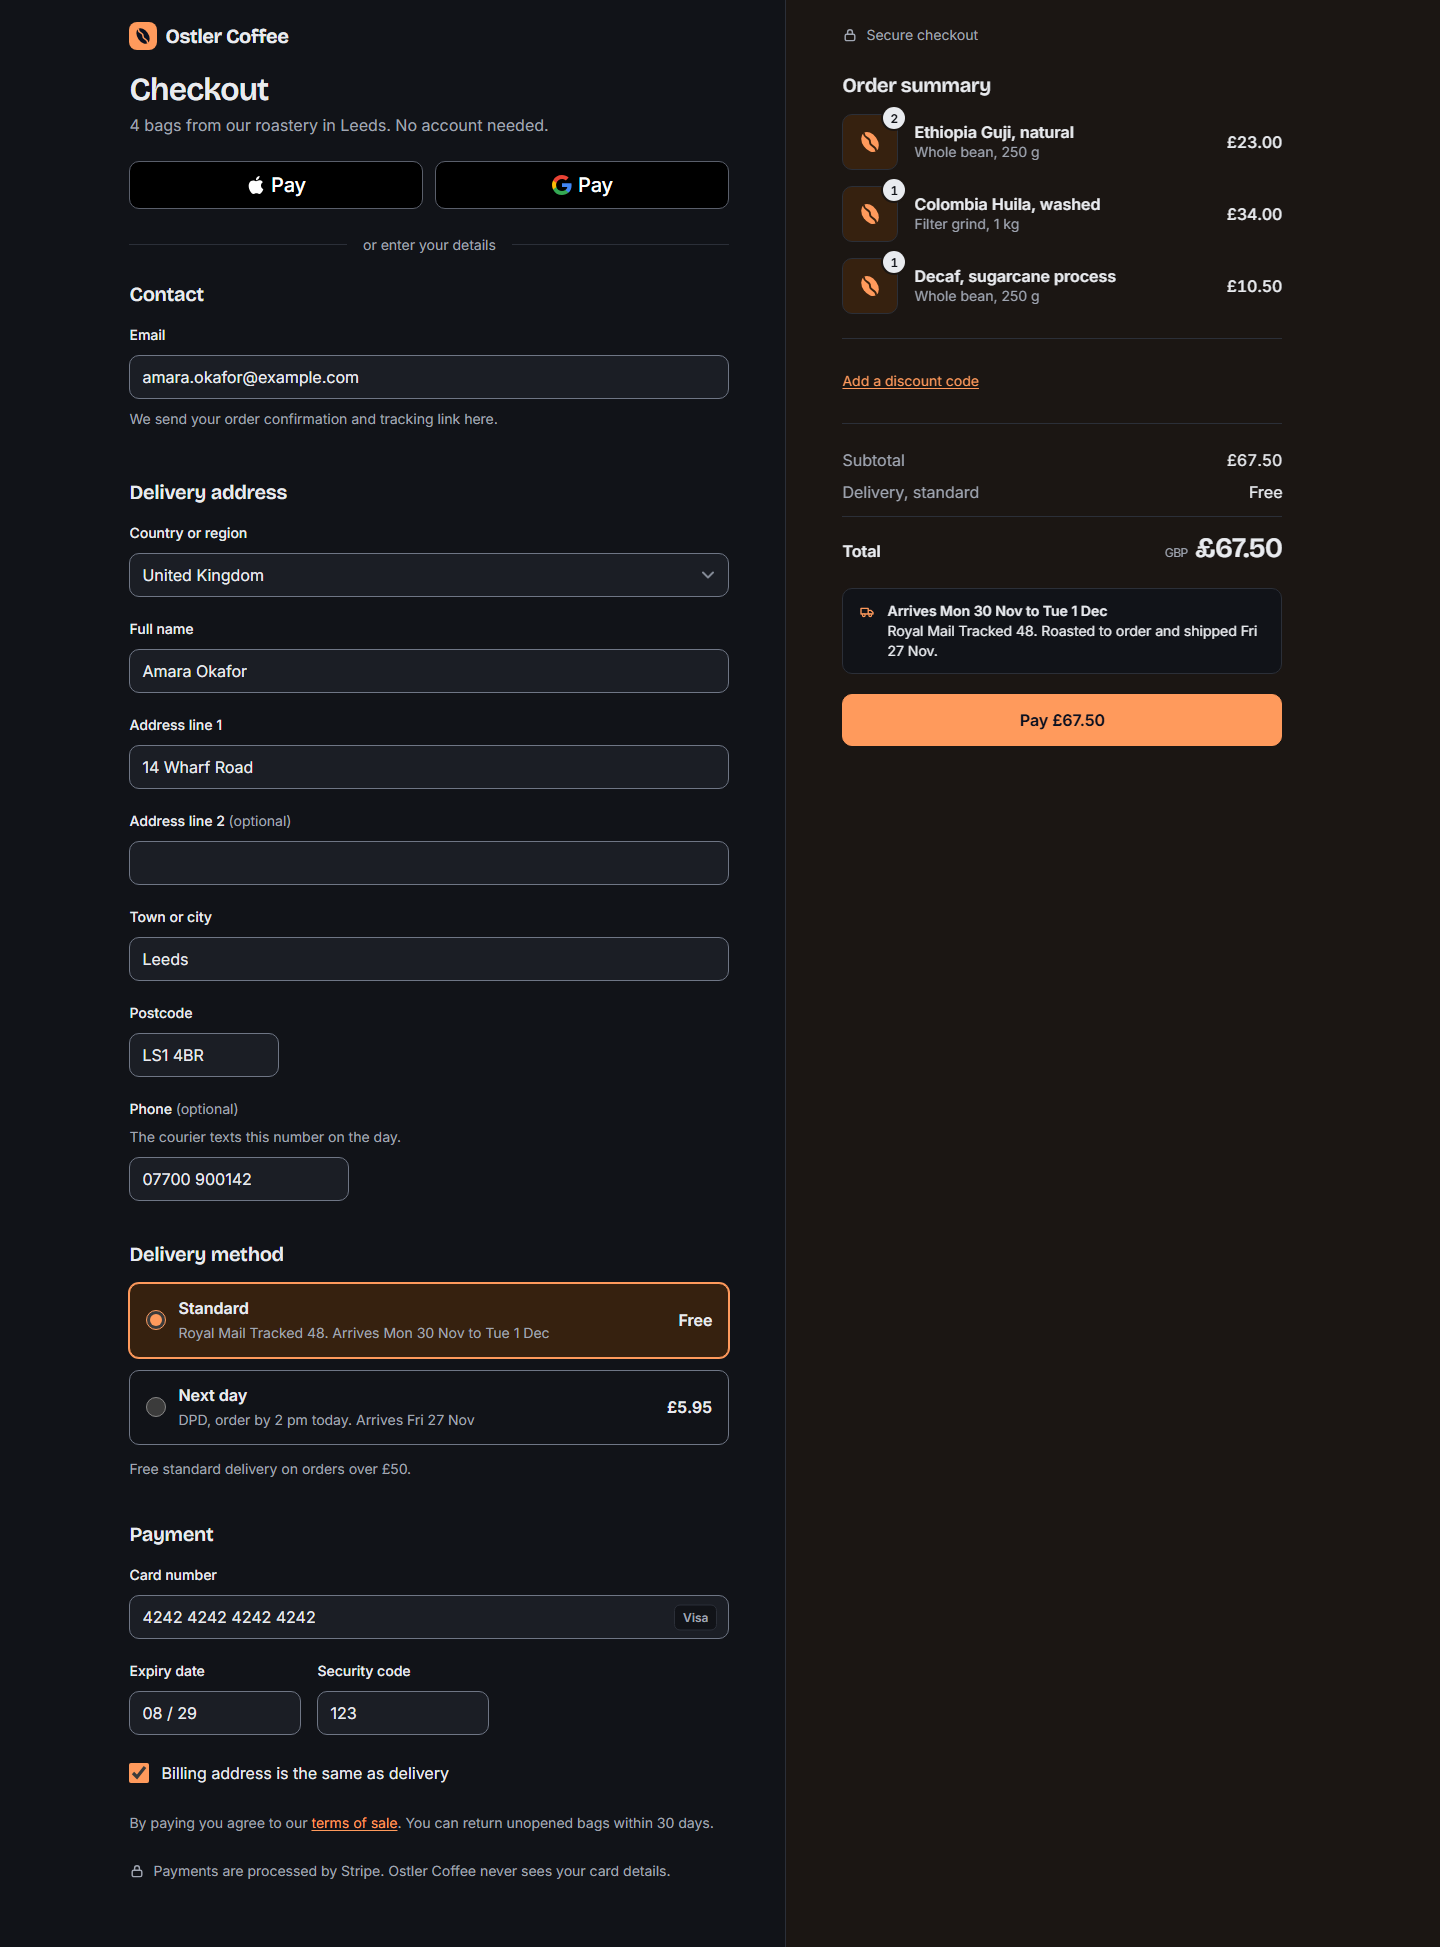 Ostler Coffee
Checkout
4 bags from our roastery in Leeds. No account needed.
Pay
G Pay
or enter your details
Contact
Email
amara.okafor@example.com
We send your order confirmation and tracking link here.
Delivery address
Country or region
United Kingdom
Full name
Amara Okafor
Address line 1
14 Wharf Road
Address line 2 (optional)
Town or city
Leeds
Postcode
LS1 4BR
Phone (optional)
The courier texts this number on the day.
07700 900142
Delivery method
Standard
Royal Mail Tracked 48. Arrives Mon 30 Nov to Tue 1 Dec
Free
Next day
DPD, order by 2 pm today. Arrives Fri 27 Nov
£5.95
Free standard delivery on orders over £50.
Payment
Card number
4242 4242 4242 4242
Visa
Expiry date
Security code
08 / 29
123
Billing address is the same as delivery
By paying you agree to our terms of sale. You can return unopened bags within 30 days.
Payments are processed by Stripe. Ostler Coffee never sees your card details.
Secure checkout
Order summary
2
Ethiopia Guji, natural
Whole bean, 250 g
£23.00
1
Colombia Huila, washed
Filter grind, 1 kg
£34.00
1
Decaf, sugarcane process
Whole bean, 250 g
£10.50
Add a discount code
Subtotal
£67.50
Delivery, standard
Free
Total
GBP £67.50
Arrives Mon 30 Nov to Tue 1 Dec
Royal Mail Tracked 48. Roasted to order and shipped Fri
27 Nov.
Pay £67.50